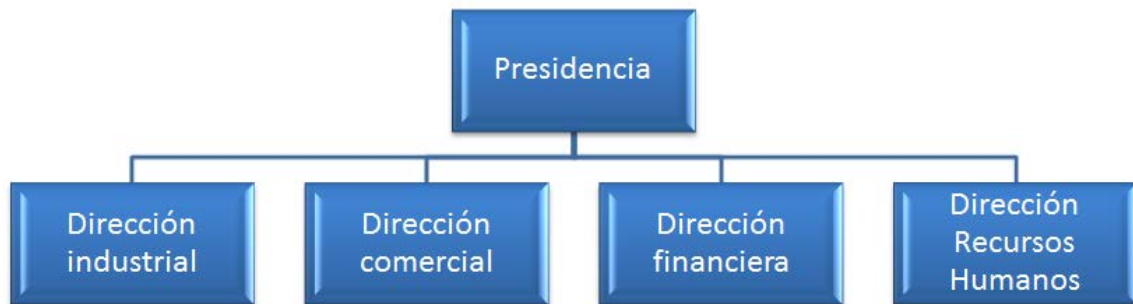 Presidencia
Dirección
industrial
Dirección
comercial
Dirección
financiera
Dirección
Recursos
Humanos